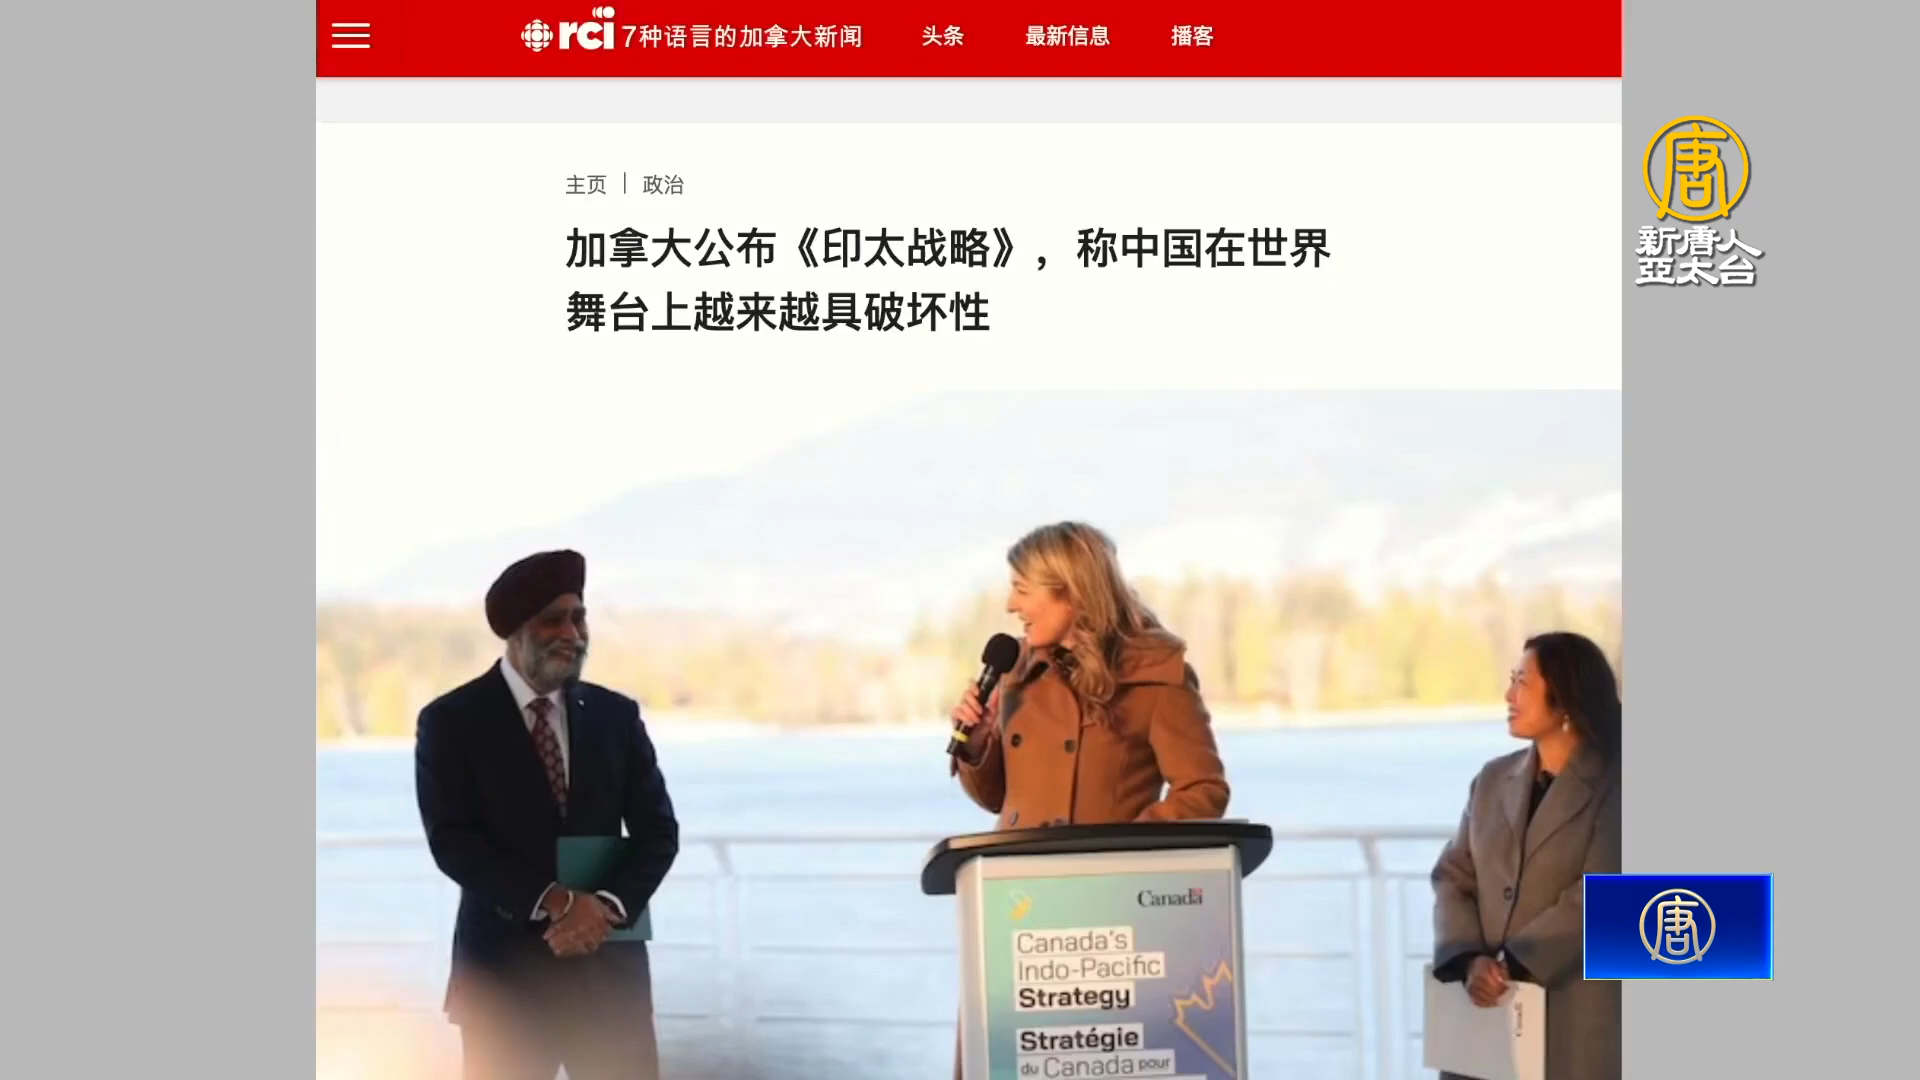 rci 7种语言的加拿大新闻 头条 最新信息 播客
主页 | 政治
加拿大公布《印太战略》，称中国在世界
舞台上越来越具破坏性
唐
新唐人
亞太台
Canada
Canada's
Indo-Pacific
Strategy
Stratégie
du Canada pour
唐
Canada